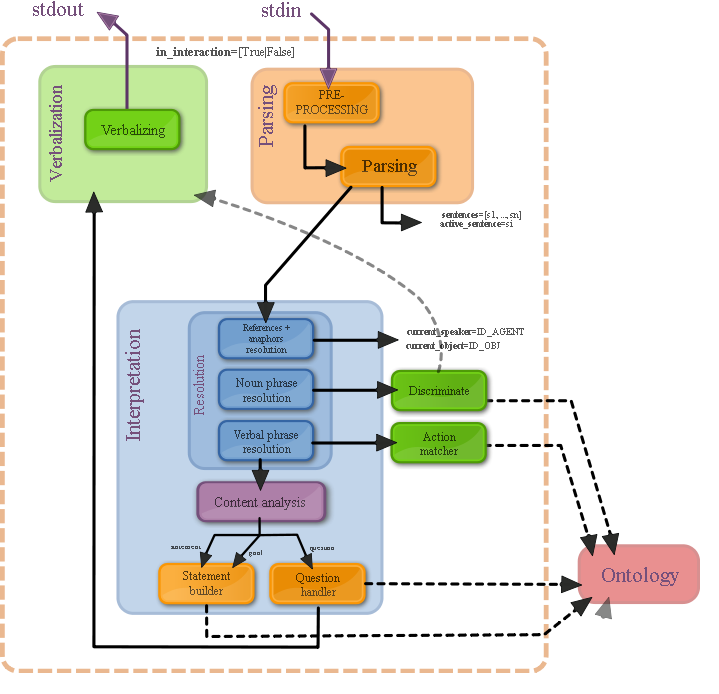 stdout
stdin
in_interaction=[True|False]
Verbalization
Verbalizing
Parsing
PRE-
PROCESSING
Parsing
sentences=[s1, ..., sn]
active_sentence=si
Interpretation
Resolution
References +
anaphors
resolution
current_speaker=ID_AGENT
current_object=ID_OBJ
Noun phrase
resolution
Discriminate
Verbal phrase
resolution
Action
matcher
Content analysis
statement
goal
question
Statement
builder
Question
handler
Ontology